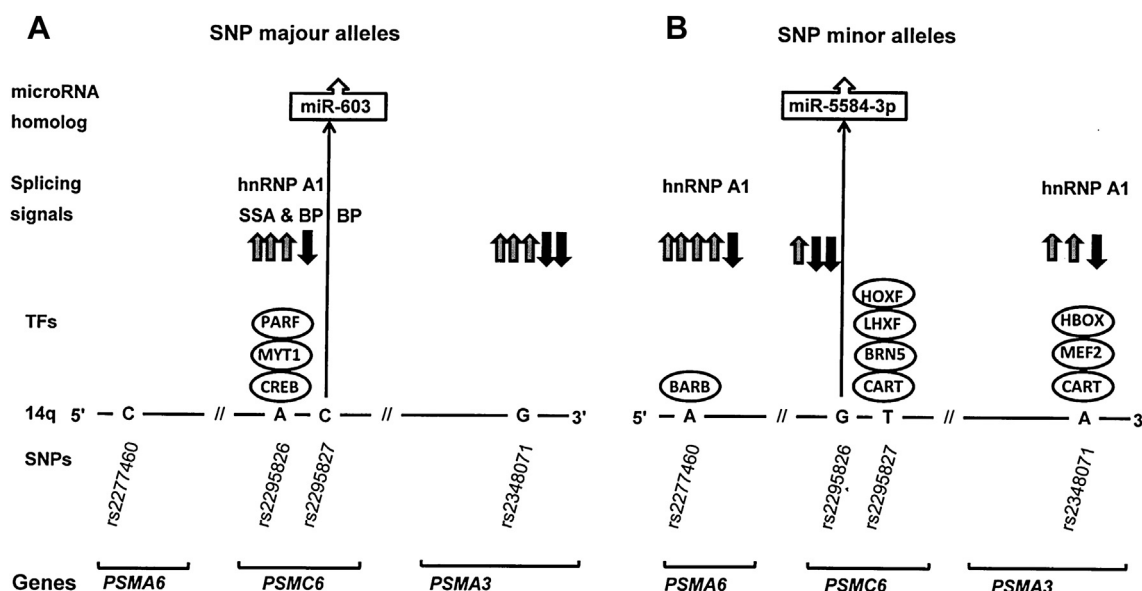 A
SNP majour alleles
microRNA
homolog
miR-603
Splicing
signals
hnRNP A1
SSA & BP BP
TFs
PARF
MYT1
CREB
14q 5' C // A C // G 3'
SNPs
rs2277460
rs2295826
rs2295827
rs2348071
Genes PSMA6 PSMC6 PSMA3
B
SNP minor alleles
miR-5584-3p
hnRNP A1
hnRNP A1
HOXF
LHXF
BRN5
CART
HBOX
MEF2
CART
BARB
5' A // G T // A 3
rs2277460
rs2295826
rs2295827
rs2348071
PSMA6 PSMC6 PSMA3